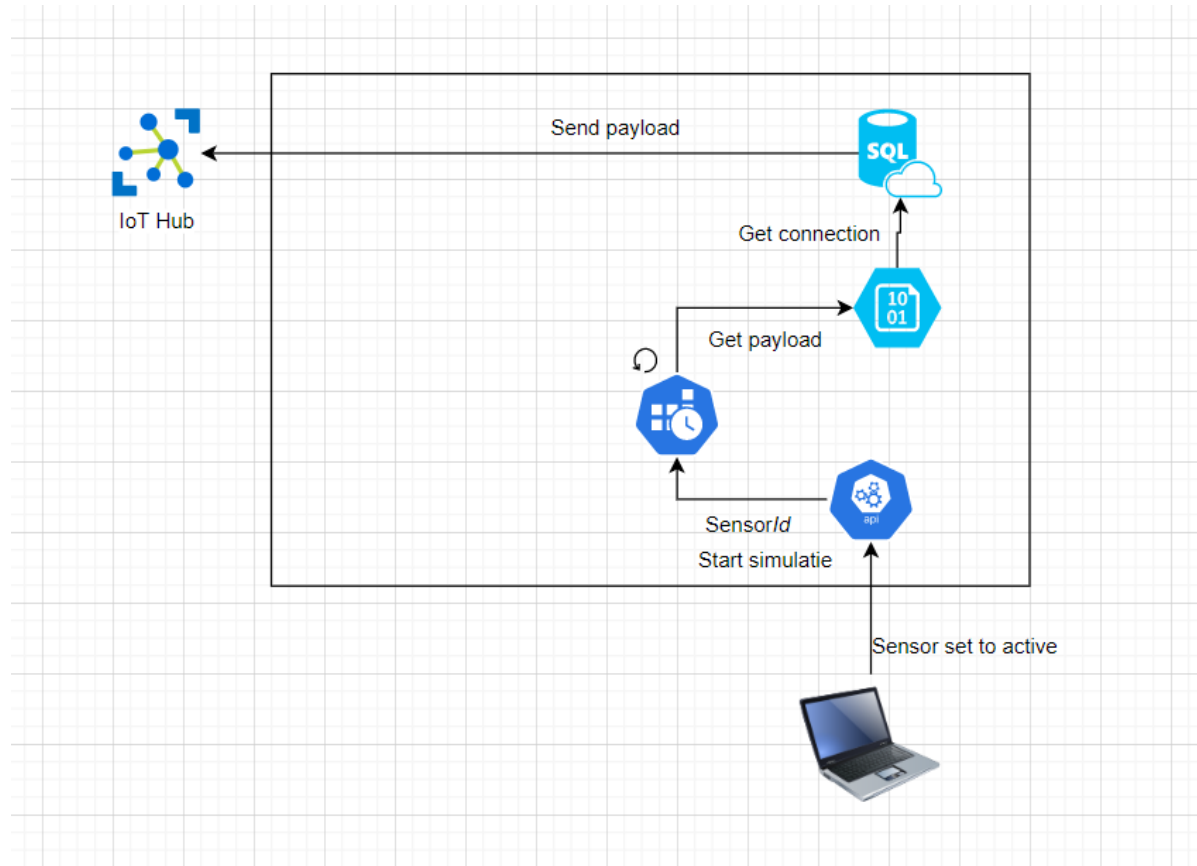 Send payload
SQL
IoT Hub
Get connection
10
01
Get payload
SensorId
api
Start simulatie
Sensor set to active